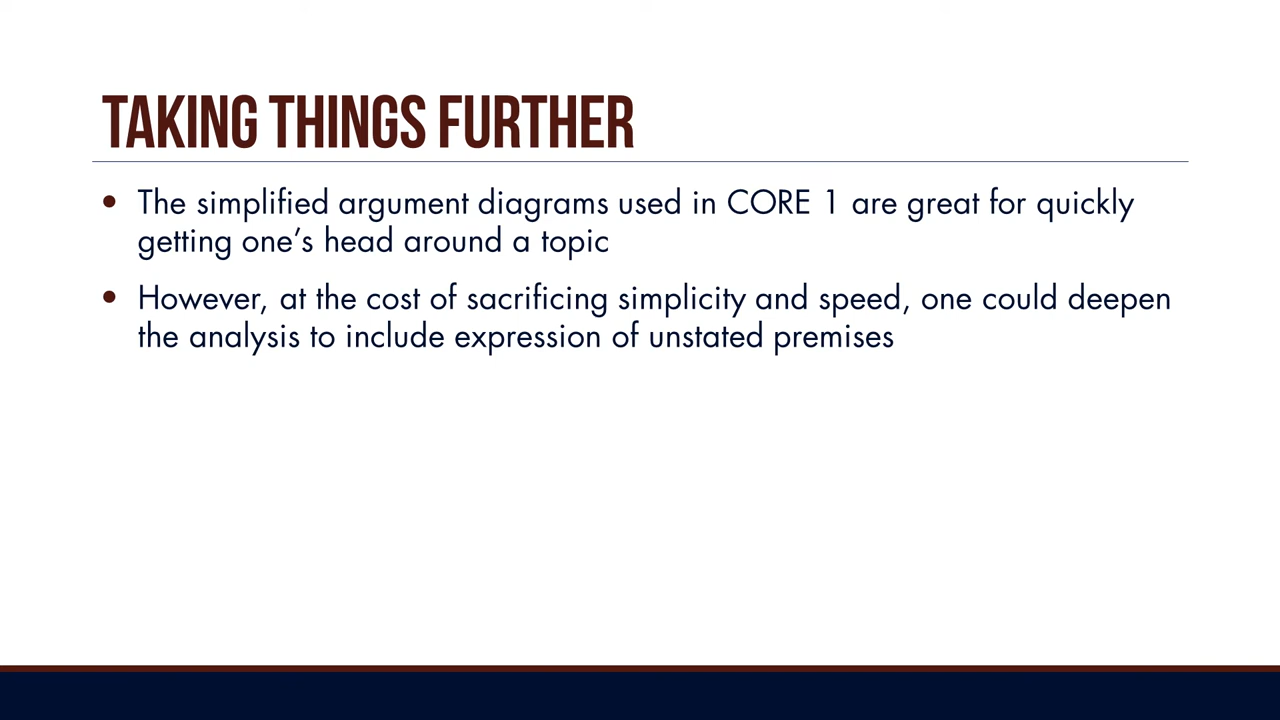 TAKING THINGS FURTHER
• The simplified argument diagrams used in CORE 1 are great for quickly
getting one’s head around a topic
• However, at the cost of sacrificing simplicity and speed, one could deepen
the analysis to include expression of unstated premises